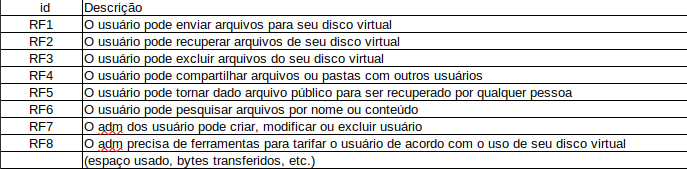 id Descrição
RF1 O usuário pode enviar arquivos para seu disco virtual
RF2 O usuário pode recuperar arquivos de seu disco virtual
RF3 O usuário pode excluir arquivos do seu disco virtual
RF4 O usuário pode compartilhar arquivos ou pastas com outros usuários
RF5 O usuário pode tornar dado arquivo público para ser recuperado por qualquer pessoa
RF6 O usuário pode pesquisar arquivos por nome ou conteúdo
RF7 O adm dos usuário pode criar, modificar ou excluir usuário
RF8 O adm precisa de ferramentas para tarifar o usuário de acordo com o uso de seu disco virtual
(espaço usado, bytes transferidos, etc.)